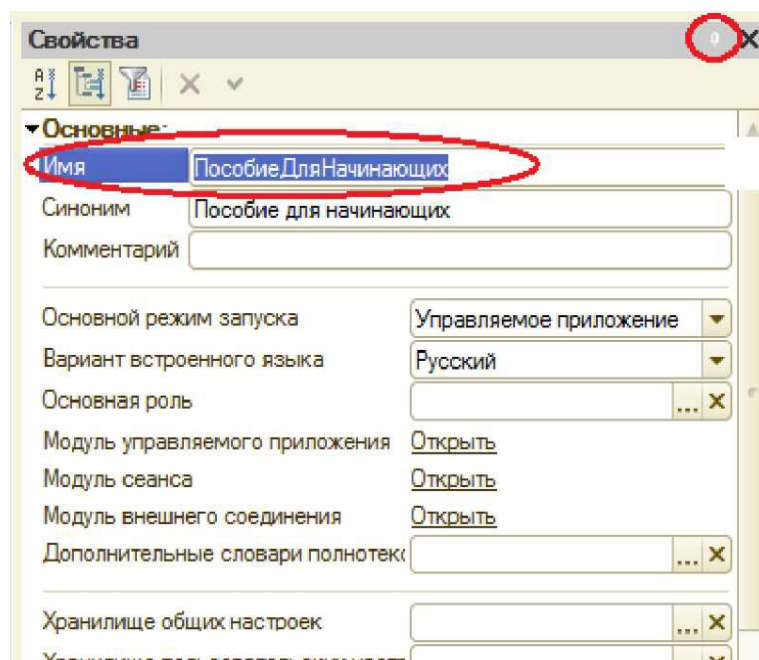 Свойства
Основные:
Имя ПособиеДляНачинающих
Синоним Пособие для начинающих
Комментарий
Основной режим запуска Управляемое приложение
Вариант встроенного языка Русский
Основная роль ...
Модуль управляемого приложения Открыть
Модуль сеанса Открыть
Модуль внешнего соединения Открыть
Дополнительные словари полнотекс ...
Хранилище общих настроек ...